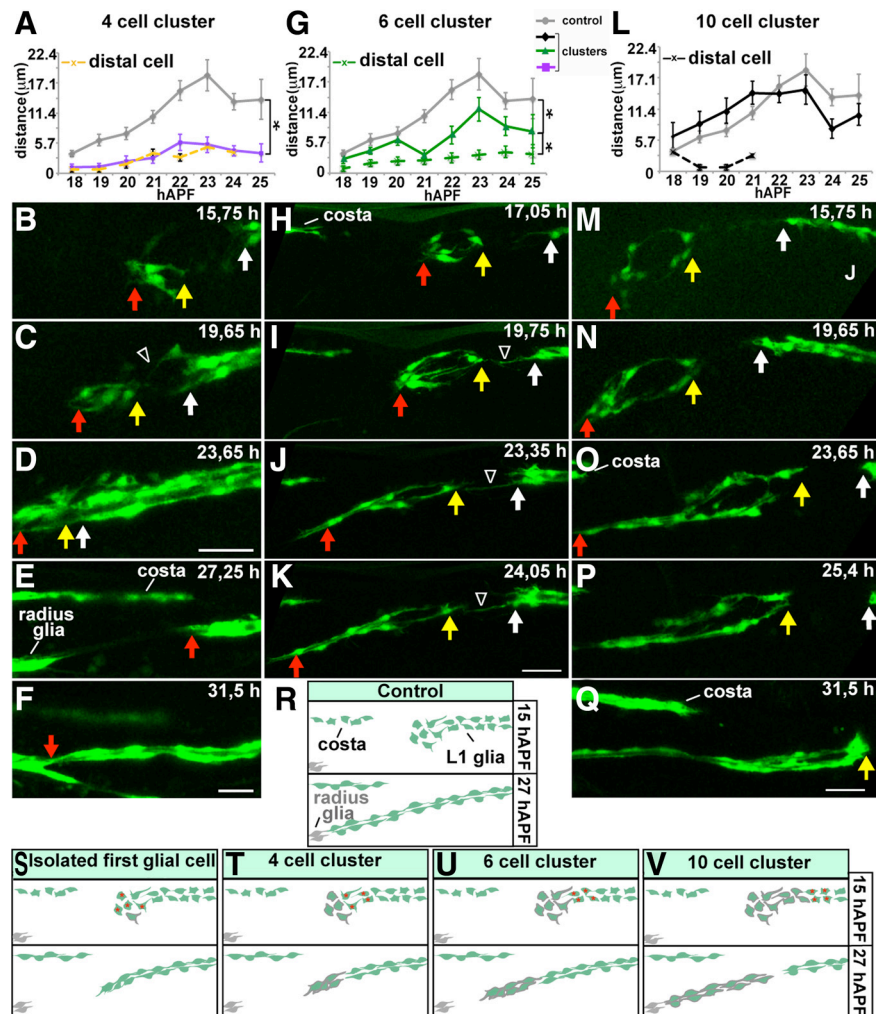 A 4 cell cluster
22.4
17.1
11.4
5.7
0
distance(μm)
distal cell
*
18 19 20 21 22 23 24 25
hAPF
G 6 cell cluster
22.4
17.1
11.4
5.7
0
distance(μm)
distal cell
*
*
18 19 20 21 22 23 24 25
hAPF
control
clusters
L 10 cell cluster
22.4
17.1
11.4
5.7
0
distance(μm)
distal cell
18 19 20 21 22 23 24 25
hAPF
B 15,75 h
C 19,65 h
D 23,65 h
E 27,25 h
costa
radius
glia
F 31,5 h
H costa 17,05 h
I 19,75 h
J 23,35 h
K 24,05 h
M 15,75 h
J
N 19,65 h
O costa 23,65 h
P 25,4 h
Q costa 31,5 h
R Control
costa
L1 glia
15 hAPF
radius
glia
27 hAPF
S Isolated first glial cell
T 4 cell cluster
U 6 cell cluster
V 10 cell cluster
15 hAPF
27 hAPF